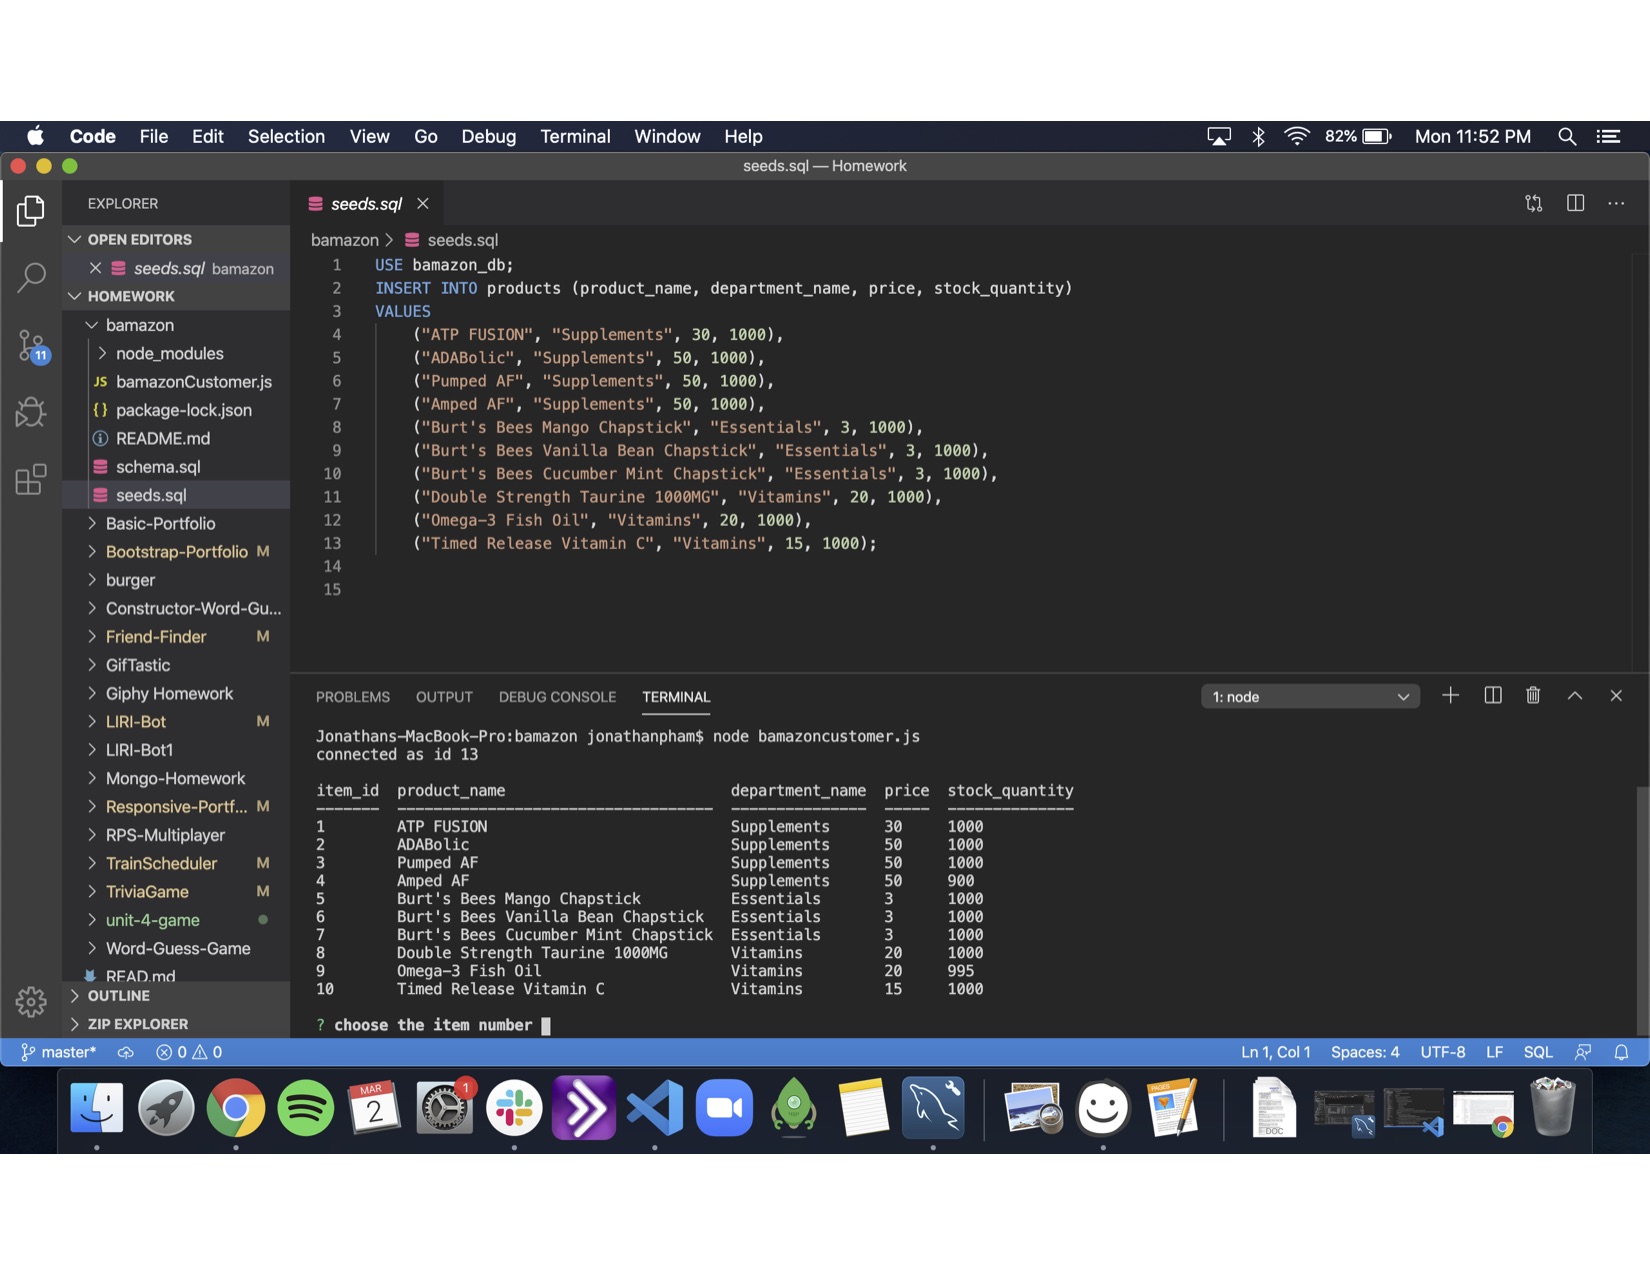 Code File Edit Selection View Go Debug Terminal Window Help 82% Mon 11:52 PM
seeds.sql — Homework
EXPLORER
OPEN EDITORS
seeds.sql bamazon
HOMEWORK
bamazon
node_modules
JS bamazonCustomer.js
{} package-lock.json
README.md
schema.sql
seeds.sql
Basic-Portfolio
Bootstrap-Portfolio M
burger
Constructor-Word-Gu...
Friend-Finder M
GifTastic
Giphy Homework
LIRI-Bot M
LIRI-Bot1
Mongo-Homework
Responsive-Portf... M
RPS-Multiplayer
TrainScheduler M
TriviaGame M
unit-4-game
Word-Guess-Game
READ.md
OUTLINE
ZIP EXPLORER
11
seeds.sql
bamazon > seeds.sql
1 USE bamazon_db;
2 INSERT INTO products (product_name, department_name, price, stock_quantity)
3 VALUES
4 ("ATP FUSION", "Supplements", 30, 1000),
5 ("ADABolic", "Supplements", 50, 1000),
6 ("Pumped AF", "Supplements", 50, 1000),
7 ("Amped AF", "Supplements", 50, 1000),
8 ("Burt's Bees Mango Chapstick", "Essentials", 3, 1000),
9 ("Burt's Bees Vanilla Bean Chapstick", "Essentials", 3, 1000),
10 ("Burt's Bees Cucumber Mint Chapstick", "Essentials", 3, 1000),
11 ("Double Strength Taurine 1000MG", "Vitamins", 20, 1000),
12 ("Omega-3 Fish Oil", "Vitamins", 20, 1000),
13 ("Timed Release Vitamin C", "Vitamins", 15, 1000);
14
15
PROBLEMS OUTPUT DEBUG CONSOLE TERMINAL 1: node
Jonathans-MacBook-Pro:bamazon jonathanpham$ node bamazoncustomer.js
connected as id 13
item_id product_name department_name price stock_quantity
------- ----------------------------------- --------------- ----- --------------
1 ATP FUSION Supplements 30 1000
2 ADABolic Supplements 50 1000
3 Pumped AF Supplements 50 1000
4 Amped AF Supplements 50 900
5 Burt's Bees Mango Chapstick Essentials 3 1000
6 Burt's Bees Vanilla Bean Chapstick Essentials 3 1000
7 Burt's Bees Cucumber Mint Chapstick Essentials 3 1000
8 Double Strength Taurine 1000MG Vitamins 20 1000
9 Omega-3 Fish Oil Vitamins 20 995
10 Timed Release Vitamin C Vitamins 15 1000
? choose the item number
master* 0 0 Ln 1, Col 1 Spaces: 4 UTF-8 LF SQL
MAR
2
1
PAGES
DOC